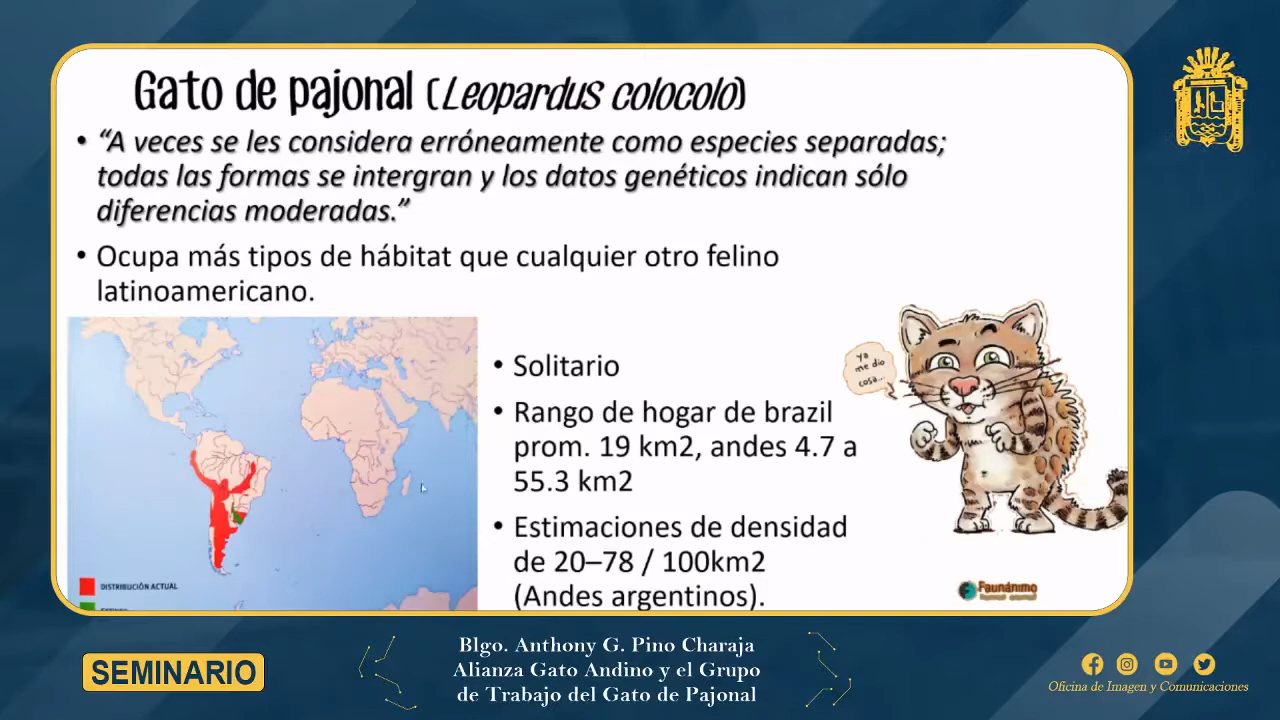 Gato de pajonal (Leopardus colocolo)
• “A veces se les considera erróneamente como especies separadas;
todas las formas se intergran y los datos genéticos indican sólo
diferencias moderadas.”
• Ocupa más tipos de hábitat que cualquier otro felino
latinoamericano.
DISTRIBUCIÓN ACTUAL
• Solitario
• Rango de hogar de brazil
prom. 19 km2, andes 4.7 a
55.3 km2
• Estimaciones de densidad
de 20–78 / 100km2
(Andes argentinos).
Ya
me dio
cosa...
Faunánimo
SEMINARIO
Blgo. Anthony G. Pino Charaja
Alianza Gato Andino y el Grupo
de Trabajo del Gato de Pajonal
Oficina de Imagen y Comunicaciones